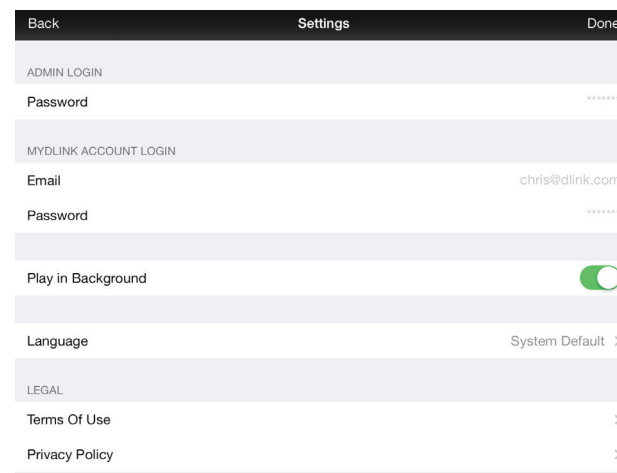 Back Settings Done
ADMIN LOGIN
Password ******
MYDLINK ACCOUNT LOGIN
Email chris@dlink.com
Password ******
Play in Background
Language System Default
LEGAL
Terms Of Use
Privacy Policy